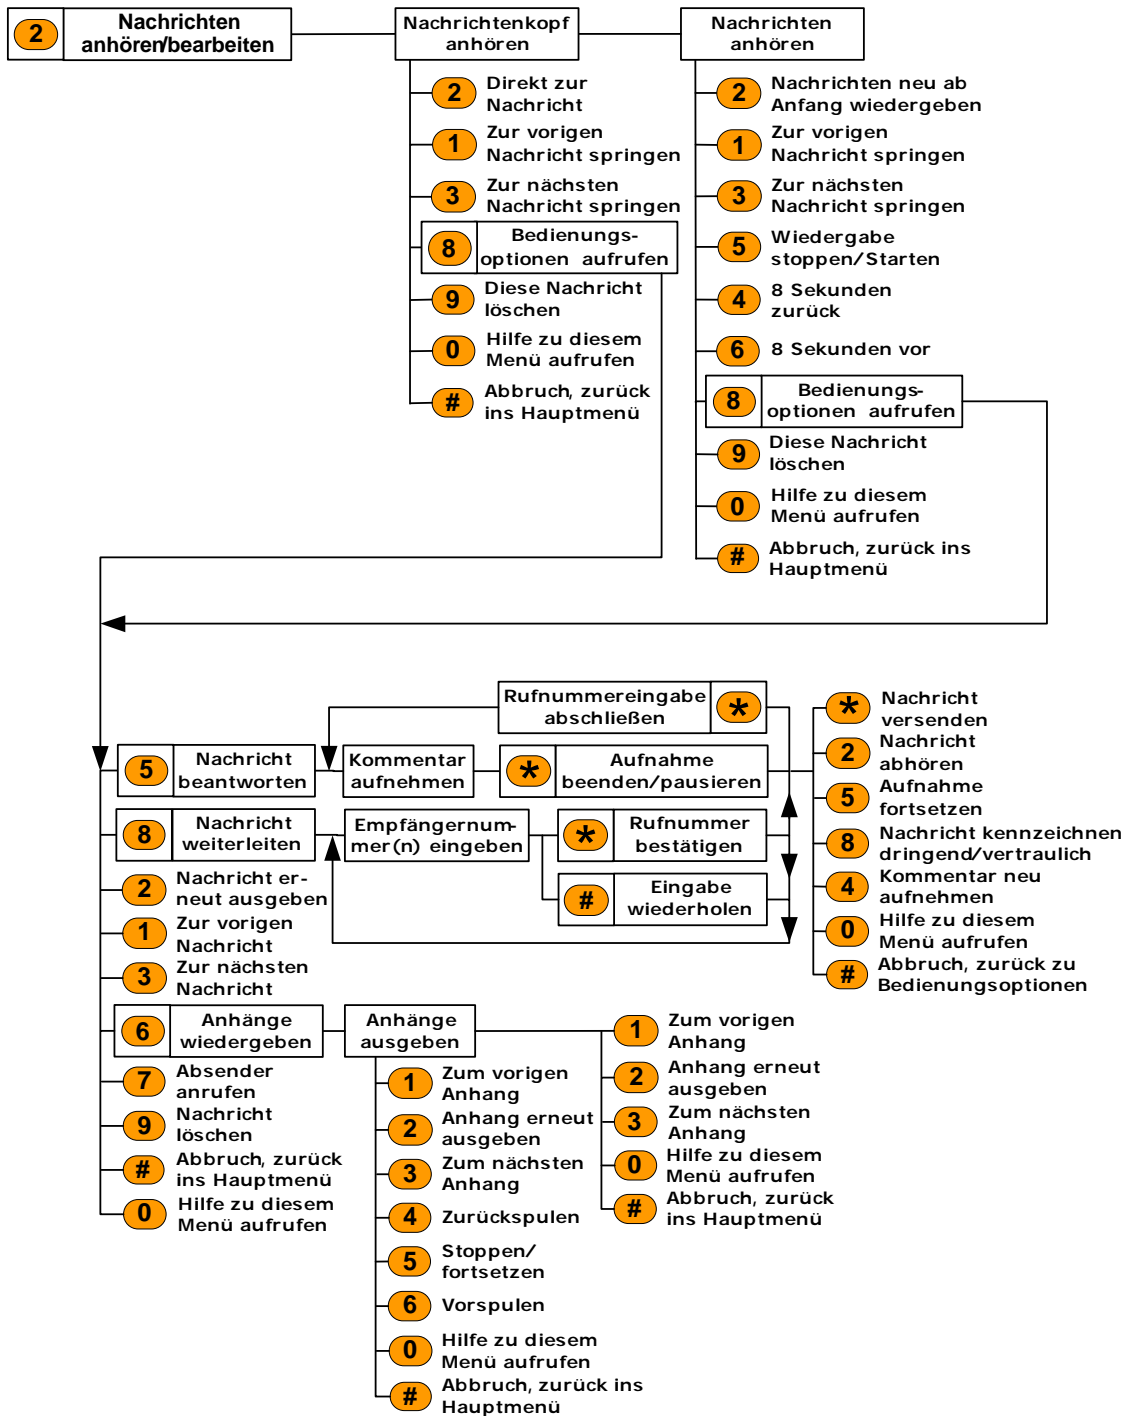 2
Nachrichten
anhören/bearbeiten
Nachrichtenkopf
anhören
Nachrichten
anhören
2
Direkt zur
Nachricht
1
Zur vorigen
Nachricht springen
3
Zur nächsten
Nachricht springen
8
Bedienungs-
optionen aufrufen
9
Diese Nachricht
löschen
0
Hilfe zu diesem
Menü aufrufen
#
Abbruch, zurück
ins Hauptmenü
2
Nachrichten neu ab
Anfang wiedergeben
1
Zur vorigen
Nachricht springen
3
Zur nächsten
Nachricht springen
5
Wiedergabe
stoppen/Starten
4
8 Sekunden
zurück
6
8 Sekunden vor
8
Bedienungs-
optionen aufrufen
9
Diese Nachricht
löschen
0
Hilfe zu diesem
Menü aufrufen
#
Abbruch, zurück ins
Hauptmenü
Rufnummereingabe
abschließen
*
5
Nachricht
beantworten
Kommentar
aufnehmen
*
Aufnahme
beenden/pausieren
8
Nachricht
weiterleiten
Empfängernum-
mer(n) eingeben
*
Rufnummer
bestätigen
#
Eingabe
wiederholen
*
Nachricht
versenden
2
Nachricht
abhören
5
Aufnahme
fortsetzen
8
Nachricht kennzeichnen
dringend/vertraulich
4
Kommentar neu
aufnehmen
0
Hilfe zu diesem
Menü aufrufen
#
Abbruch, zurück zu
Bedienungsoptionen
2
Nachricht er-
neut ausgeben
1
Zur vorigen
Nachricht
3
Zur nächsten
Nachricht
6
Anhänge
wiedergeben
Anhänge
ausgeben
7
Absender
anrufen
9
Nachricht
löschen
#
Abbruch, zurück
ins Hauptmenü
0
Hilfe zu diesem
Menü aufrufen
1
Zum vorigen
Anhang
2
Anhang erneut
ausgeben
3
Zum nächsten
Anhang
4
Zurückspulen
5
Stoppen/
fortsetzen
6
Vorspulen
0
Hilfe zu diesem
Menü aufrufen
#
Abbruch, zurück ins
Hauptmenü
1
Zum vorigen
Anhang
2
Anhang erneut
ausgeben
3
Zum nächsten
Anhang
0
Hilfe zu diesem
Menü aufrufen
#
Abbruch, zurück
ins Hauptmenü